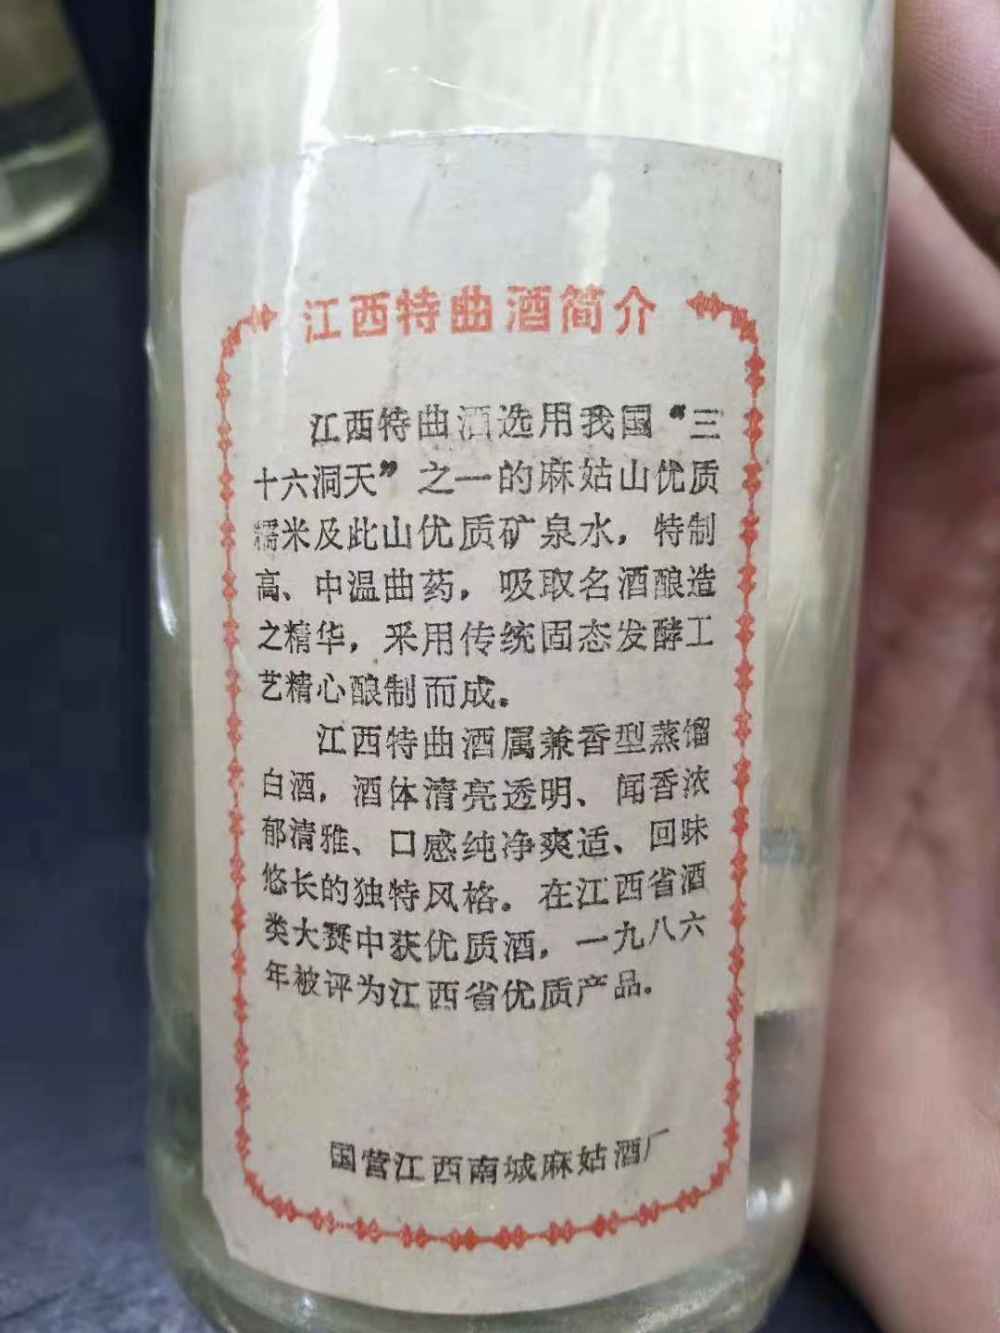 江西特曲酒简介
江西特曲酒选用我国“三
十六洞天”之一的麻姑山优质
糯米及此山优质矿泉水，特制
高、中温曲药，吸取名酒酿造
之精华，采用传统固态发酵工
艺精心酿制而成。
江西特曲酒属兼香型蒸馏
白酒，酒体清亮透明、闻香浓
郁清雅、口感纯净爽适、回味
悠长的独特风格。在江西省酒
类大赛中获优质酒，一九八六
年被评为江西省优质产品。
国营江西南城麻姑酒厂